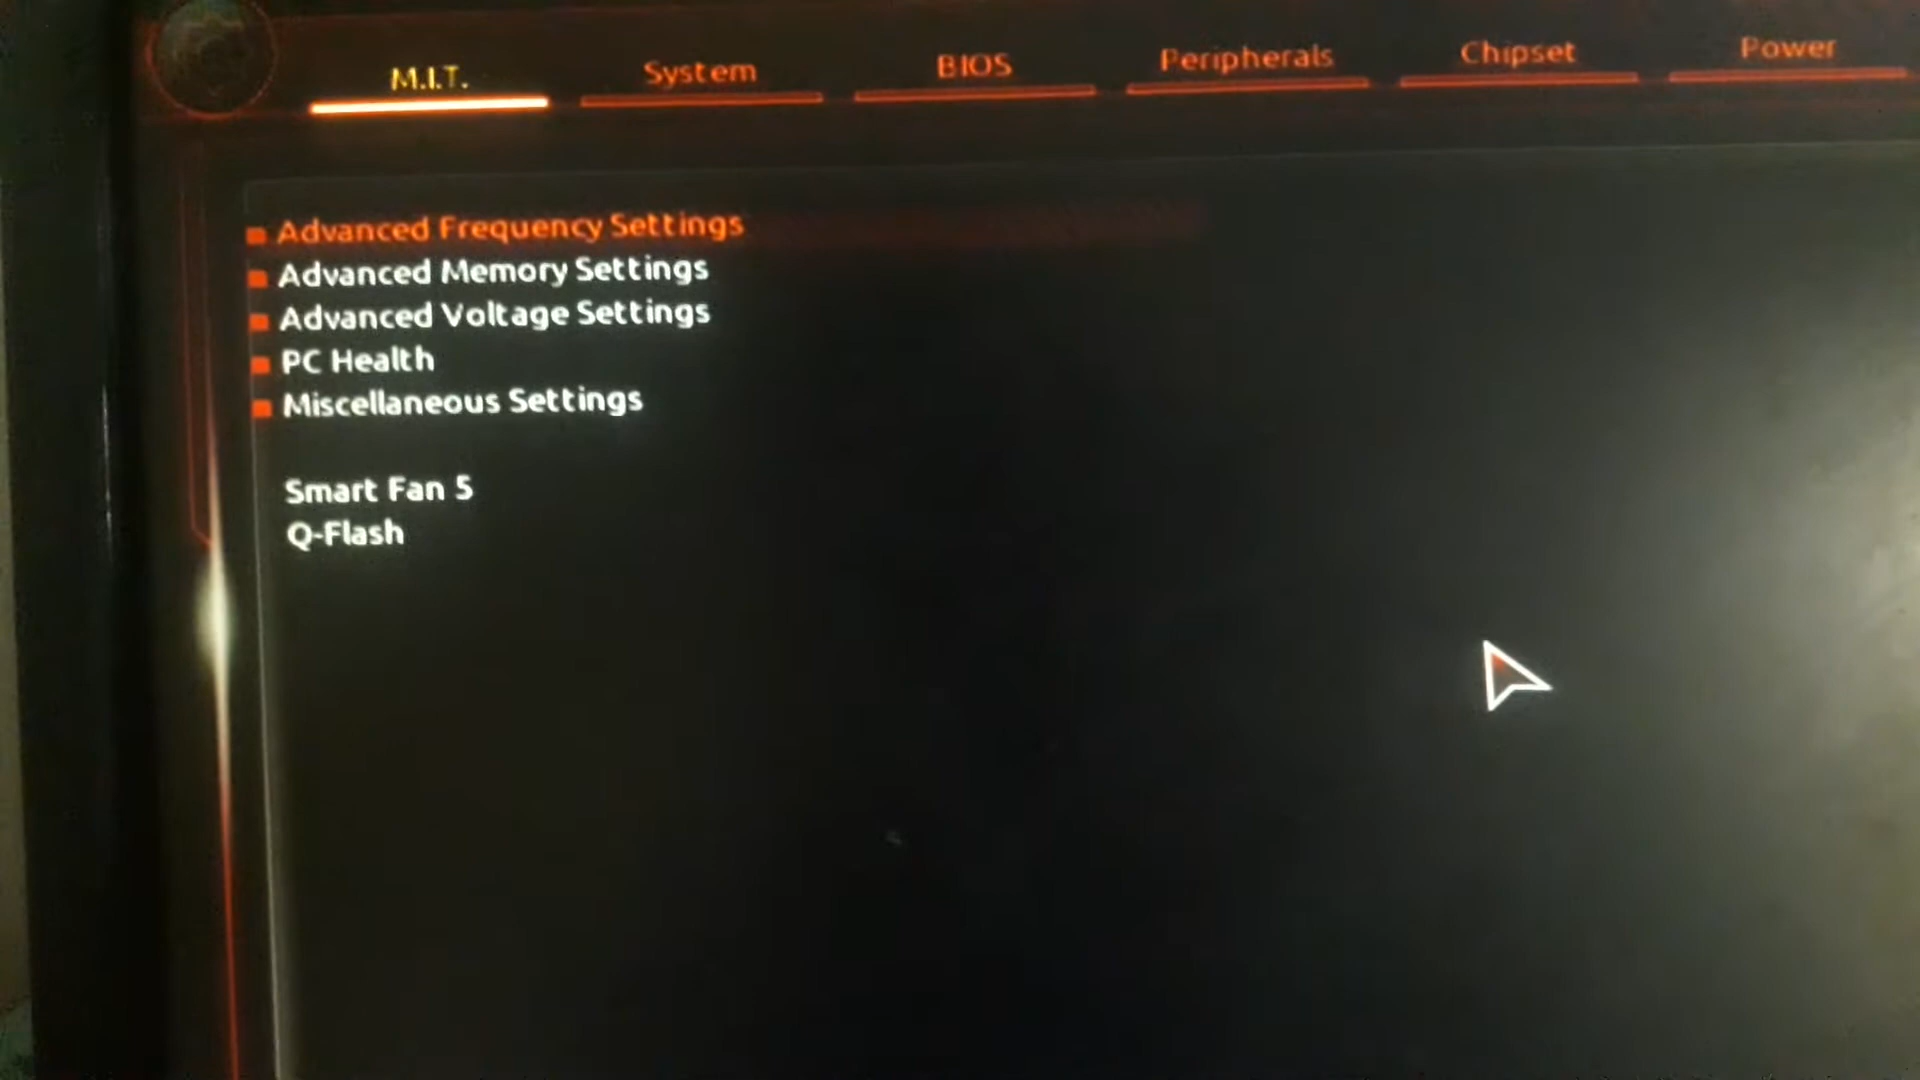 M.I.T. System BIOS Peripherals Chipset Power
Advanced Frequency Settings
Advanced Memory Settings
Advanced Voltage Settings
PC Health
Miscellaneous Settings
Smart Fan 5
Q-Flash